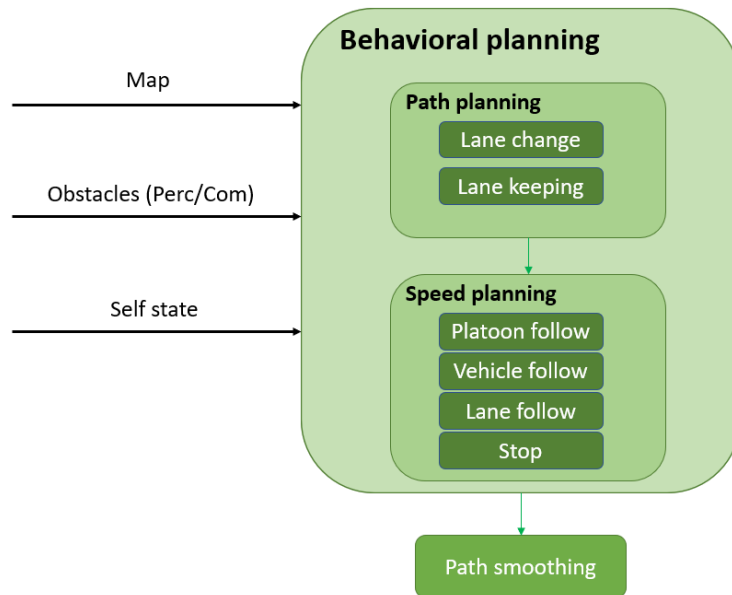 Behavioral planning
Map
Path planning
Lane change
Lane keeping
Obstacles (Perc/Com)
Self state
Speed planning
Platoon follow
Vehicle follow
Lane follow
Stop
Path smoothing